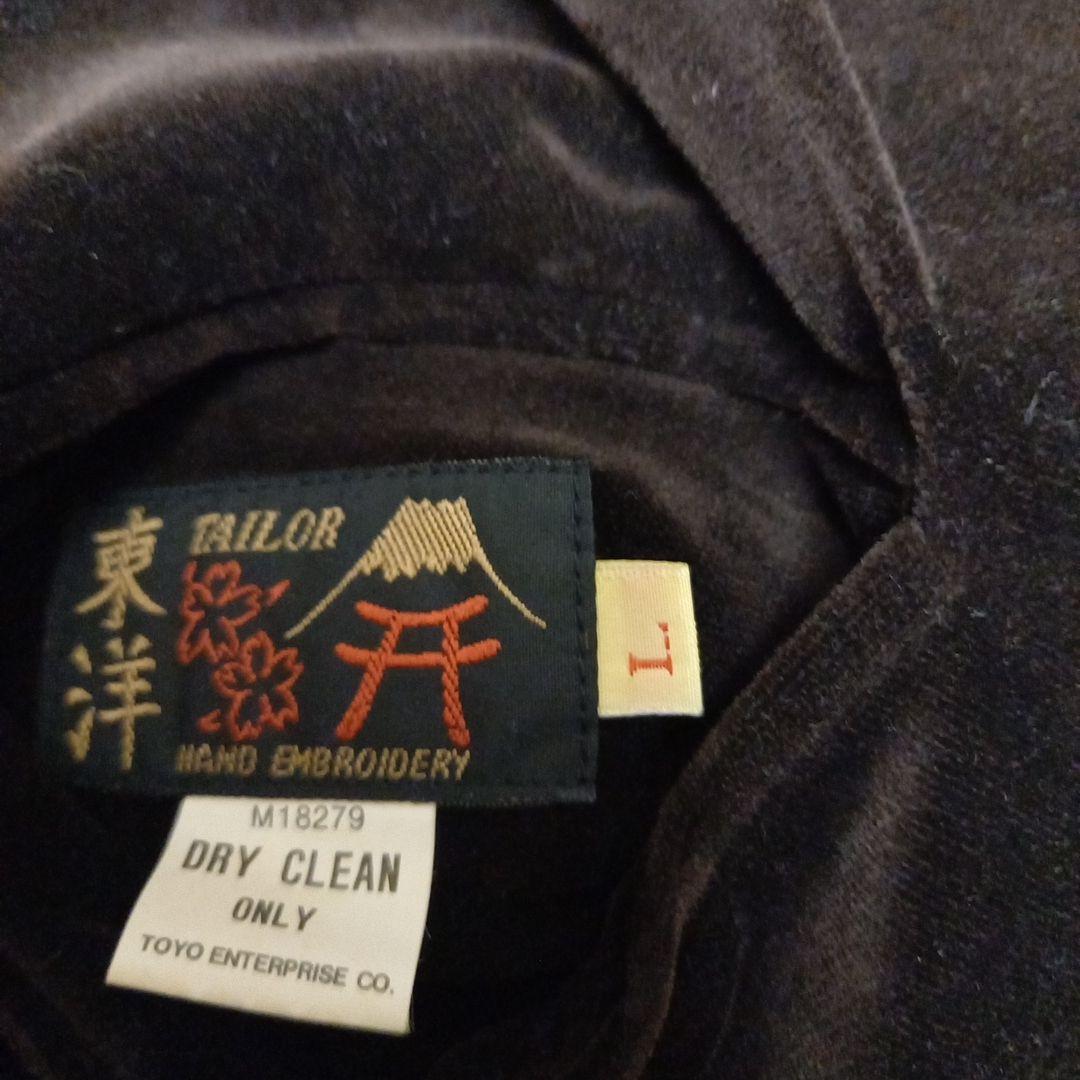 東洋
TAILOR
HAND EMBROIDERY
L
M18279
DRY CLEAN
ONLY
TOYO ENTERPRISE CO.